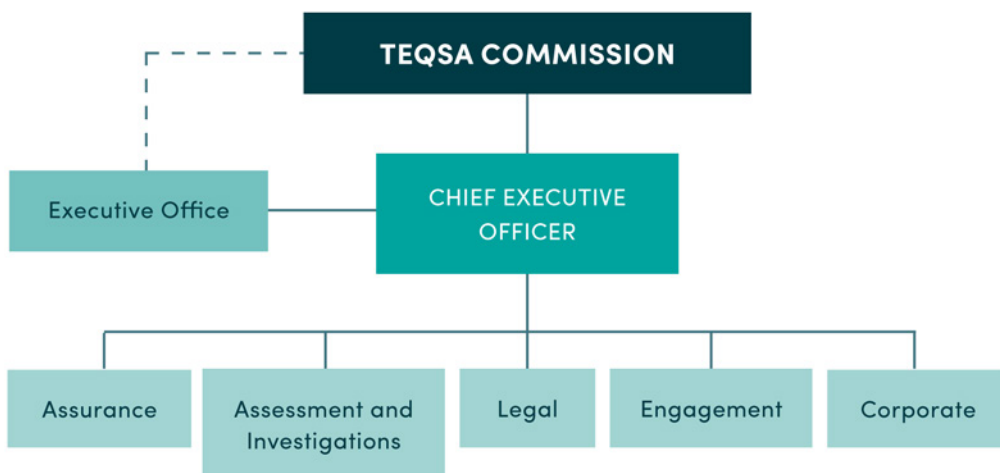 TEQSA COMMISSION
CHIEF EXECUTIVE
OFFICER
Executive Office
Assurance
Assessment and
Investigations
Legal
Engagement
Corporate